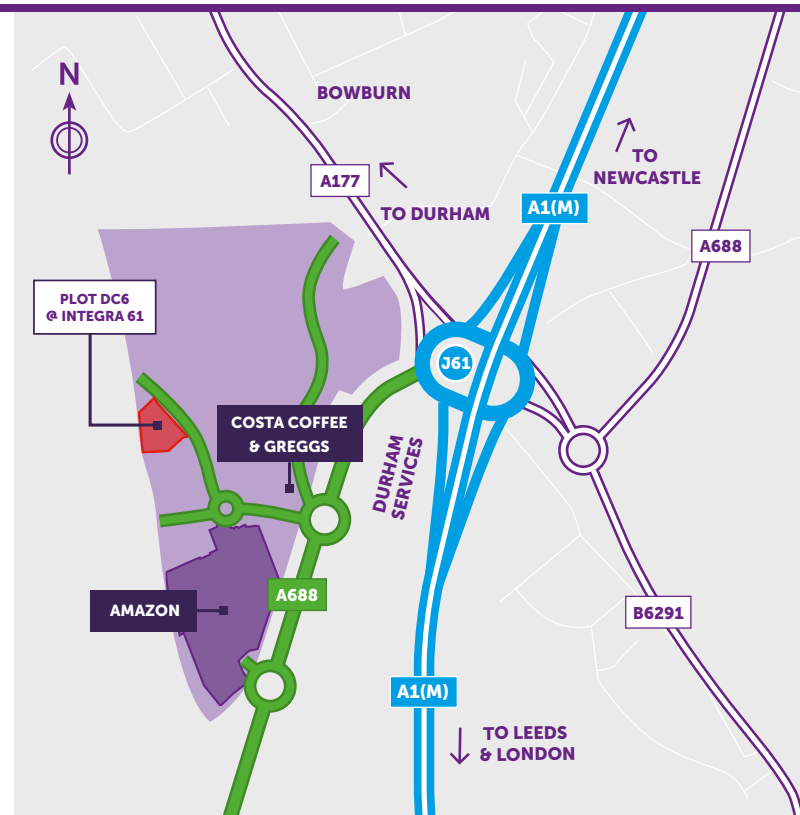 N
BOWBURN
A177
TO DURHAM
TO
NEWCASTLE
A1(M)
A688
PLOT DC6
@ INTEGRA 61
J61
COSTA COFFEE
& GREGGS
DURHAM
SERVICES
A688
AMAZON
B6291
A1(M)
TO LEEDS
& LONDON